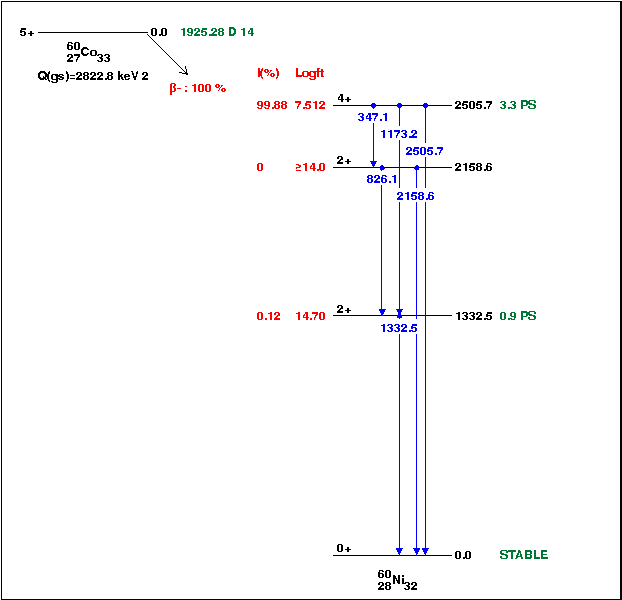 5+ 0.0 1925.28 D 14
60
27Co33
Q(gs)=2822.8 keV 2
β- : 100 %
I(%) Logft
99.88 7.512 4+ 2505.7 3.3 PS
347.1
1173.2
2505.7
0 ≥14.0 2+ 2158.6
826.1
2158.6
0.12 14.70 2+ 1332.5 0.9 PS
1332.5
0+ 0.0 STABLE
60
28Ni32